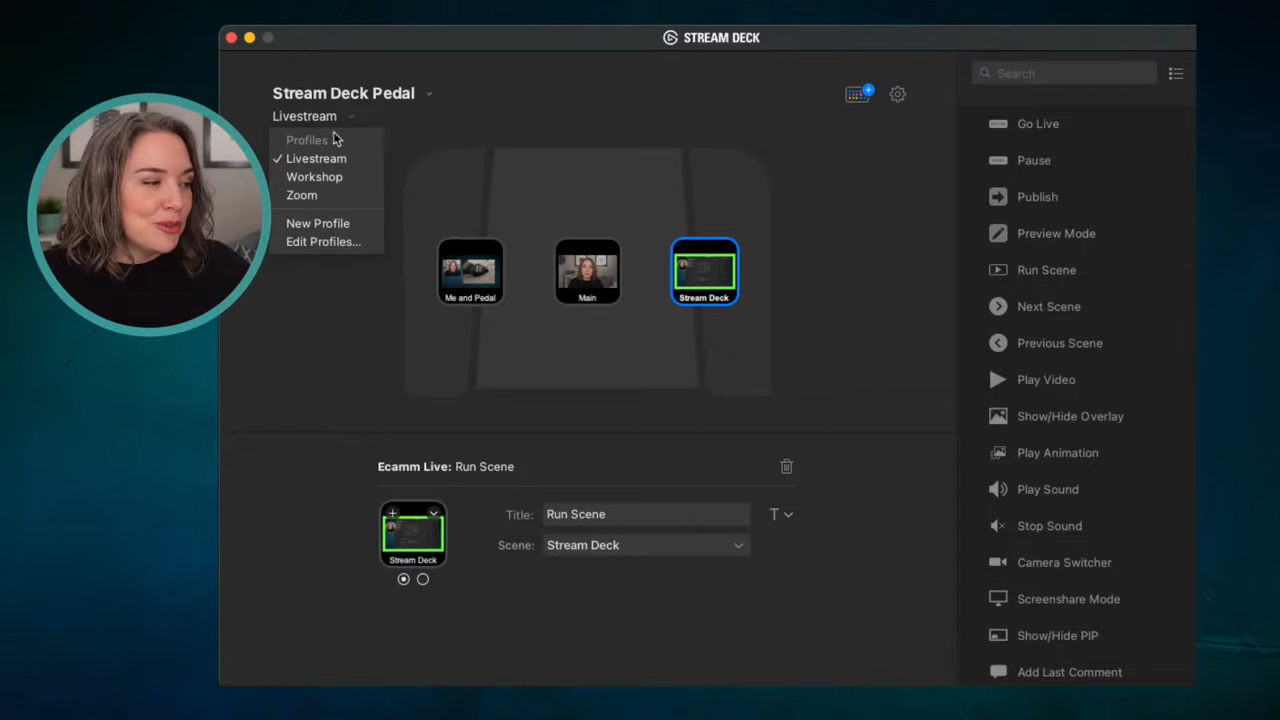 STREAM DECK
Stream Deck Pedal
Livestream
Profiles
Livestream
Workshop
Zoom
New Profile
Edit Profiles...
Me and Pedal
Main
Stream Deck
Ecamm Live: Run Scene
Stream Deck
Title: Run Scene
T
Scene: Stream Deck
Search
Go Live
Pause
Publish
Preview Mode
Run Scene
Next Scene
Previous Scene
Play Video
Show/Hide Overlay
Play Animation
Play Sound
Stop Sound
Camera Switcher
Screenshare Mode
Show/Hide PIP
Add Last Comment